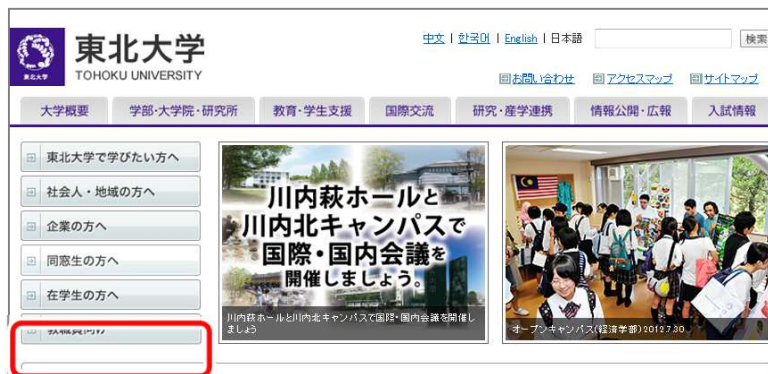 東北大学
TOHOKU UNIVERSITY
東北大学
中文 | 한국어 | English | 日本語
検索
お問い合わせ アクセスマップ サイトマップ
大学概要 学部・大学院・研究所 教育・学生支援 国際交流 研究・産学連携 情報公開・広報 入試情報
東北大学で学びたい方へ
社会人・地域の方へ
企業の方へ
同窓生の方へ
在学生の方へ
教職員向け
川内萩ホールと
川内北キャンパスで
国際・国内会議を
開催しましょう。
川内萩ホールと川内北キャンパスで国際・国内会議を開催し
ましょう
オープンキャンパス(経済学部)2012.7.30